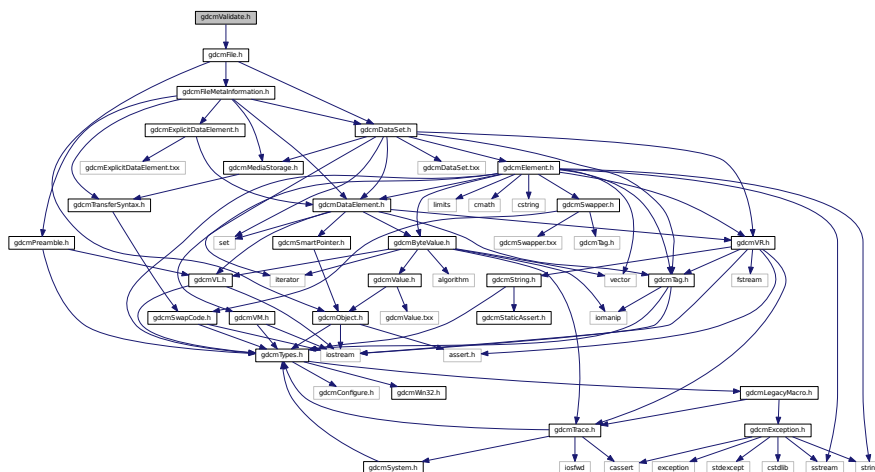 gdcmValidate.h
gdcmFile.h
gdcmFileMetaInformation.h
gdcmExplicitDataElement.h
gdcmDataSet.h
gdcmExplicitDataElement.txx
gdcmMediaStorage.h
gdcmDataSet.txx
gdcmElement.h
gdcmTransferSyntax.h
gdcmDataElement.h
limits
cmath
cstring
gdcmSwapper.h
gdcmPreamble.h
set
gdcmSmartPointer.h
gdcmByteValue.h
gdcmSwapper.txx
gdcmTag.h
gdcmVR.h
gdcmVL.h
iterator
gdcmValue.h
algorithm
gdcmString.h
vector
gdcmTag.h
fstream
gdcmSwapCode.h
gdcmVM.h
gdcmObject.h
gdcmValue.txx
gdcmStaticAssert.h
iomanip
gdcmTypes.h
iostream
assert.h
gdcmConfigure.h
gdcmWin32.h
gdcmLegacyMacro.h
gdcmTrace.h
gdcmException.h
gdcmSystem.h
iosfwd
cassert
exception
stdexcept
cstdlib
sstream